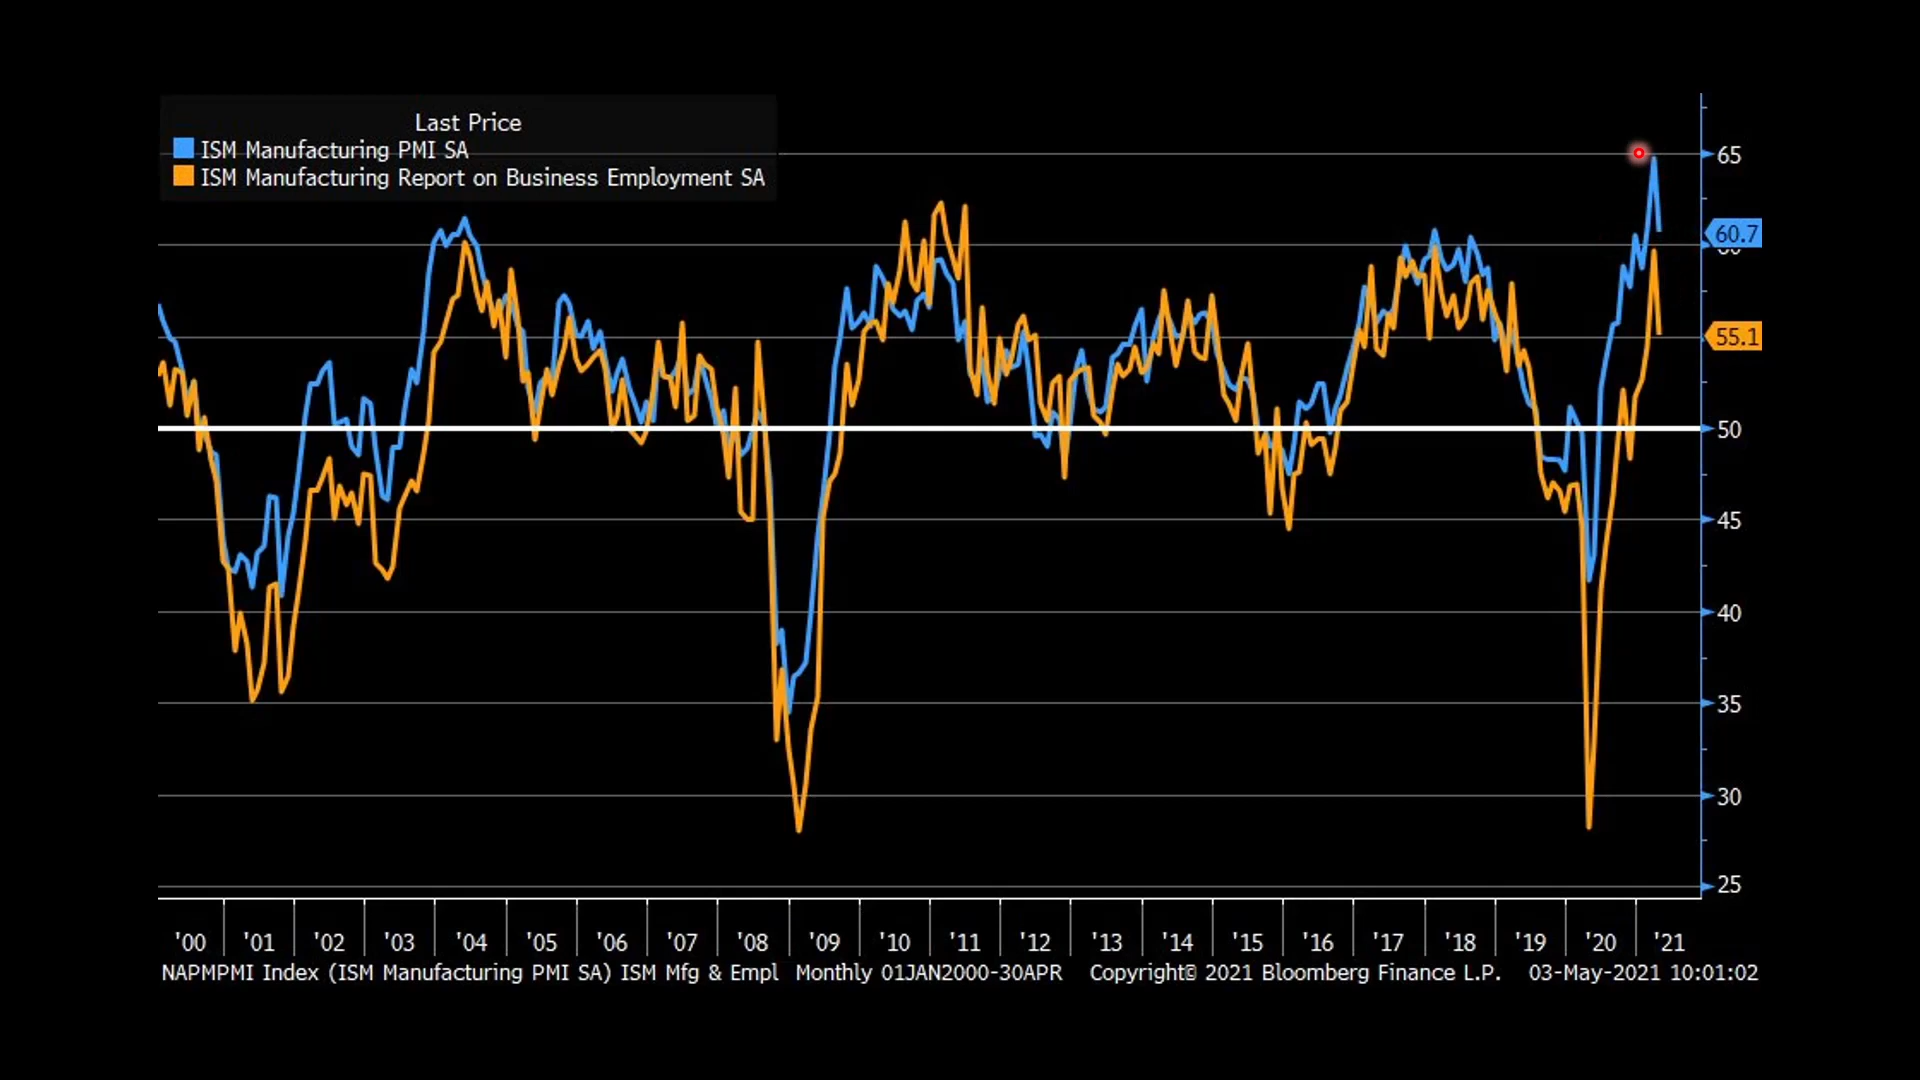 Last Price
ISM Manufacturing PMI SA
ISM Manufacturing Report on Business Employment SA
65
60.7
60
55.1
50
45
40
35
30
25
'00 '01 '02 '03 '04 '05 '06 '07 '08 '09 '10 '11 '12 '13 '14 '15 '16 '17 '18 '19 '20 '21
NAPMPMI Index (ISM Manufacturing PMI SA) ISM Mfg & Empl Monthly 01JAN2000-30APR Copyright© 2021 Bloomberg Finance L.P. 03-May-2021 10:01:02